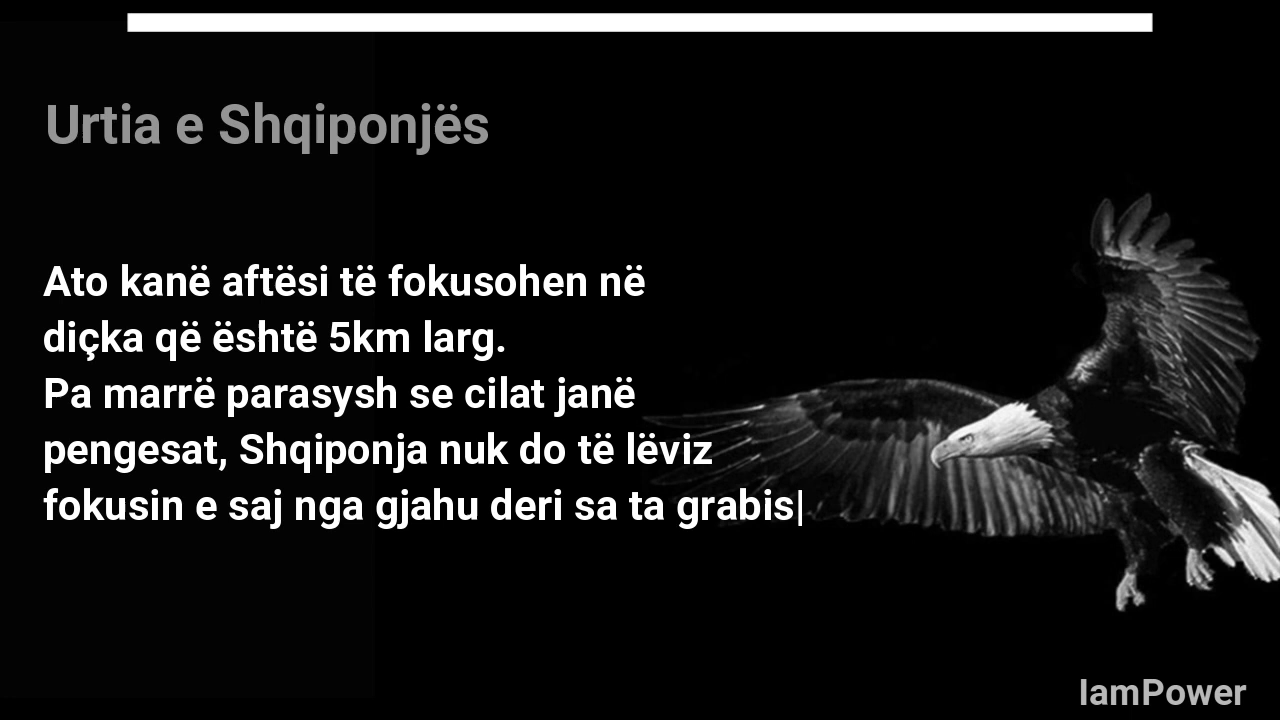 Urtia e Shqiponjës
Ato kanë aftësi të fokusohen në
diçka që është 5km larg.
Pa marrë parasysh se cilat janë
pengesat, Shqiponja nuk do të lëviz
fokusin e saj nga gjahu deri sa ta grabis|
IamPower